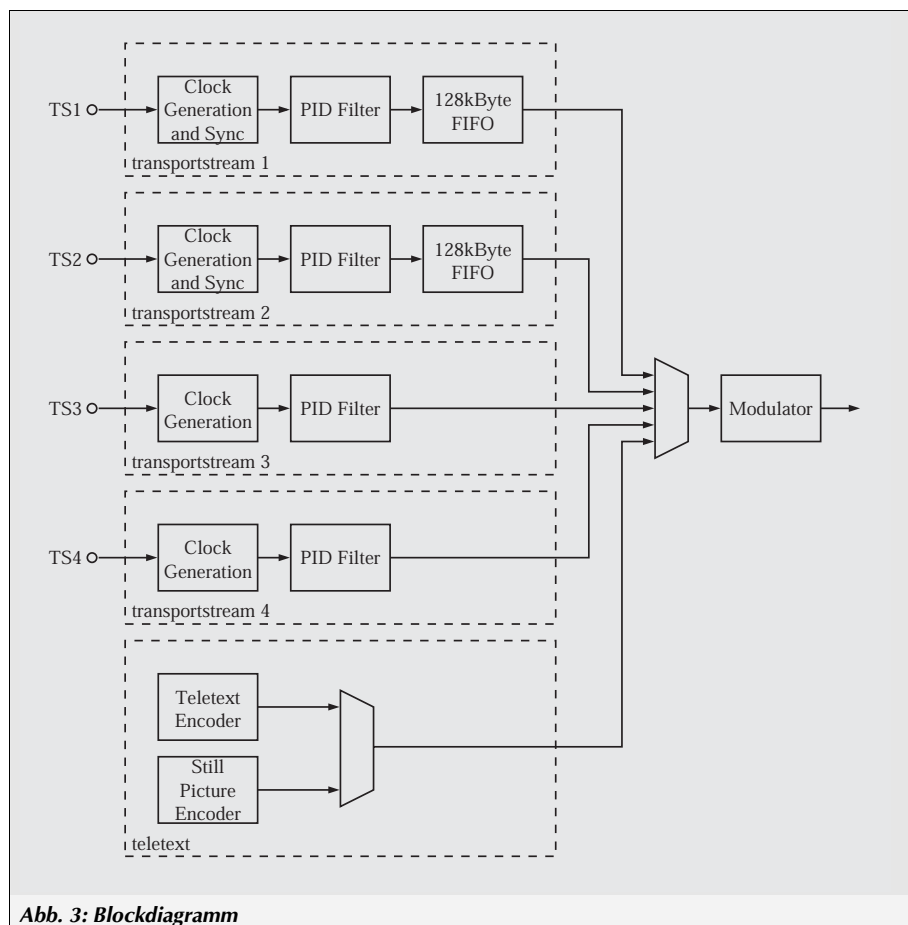 TS1
Clock
Generation
and Sync
PID Filter
128kByte
FIFO
transportstream 1
TS2
Clock
Generation
and Sync
PID Filter
128kByte
FIFO
transportstream 2
TS3
Clock
Generation
PID Filter
transportstream 3
Modulator
TS4
Clock
Generation
PID Filter
transportstream 4
Teletext
Encoder
Still
Picture
Encoder
teletext
Abb. 3: Blockdiagramm